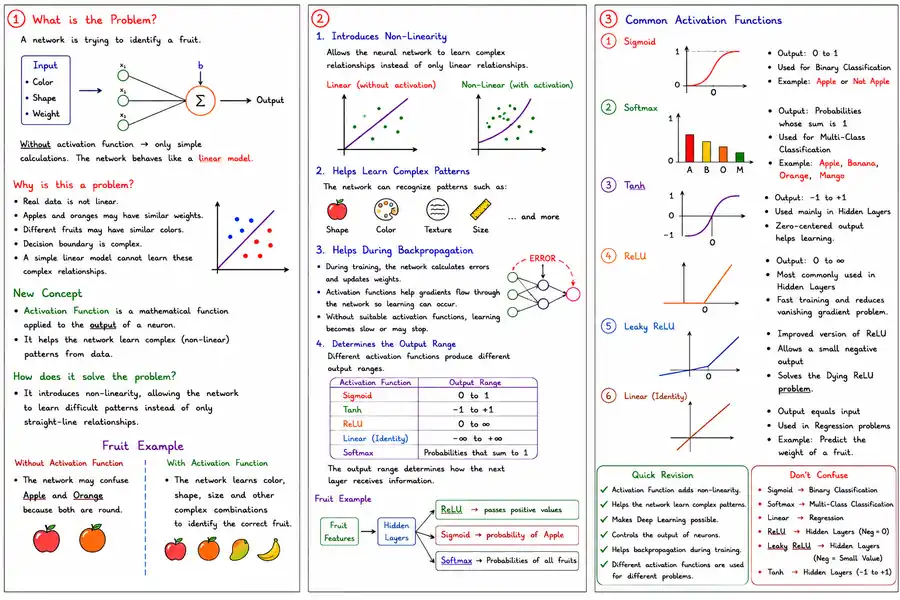 1 What is the Problem?
A network is trying to identify a fruit.
Input
• Color
• Shape
• Weight
x₁
x₂
x₃
b
Σ
Output
Without activation function → only simple
calculations. The network behaves like a linear model.
Why is this a problem?
• Real data is not linear.
• Apples and oranges may have similar weights.
• Different fruits may have similar colors.
• Decision boundary is complex.
• A simple linear model cannot learn these
complex relationships.
New Concept
• Activation Function is a mathematical function
applied to the output of a neuron.
• It helps the network learn complex (non-linear)
patterns from data.
How does it solve the problem?
• It introduces non-linearity, allowing the network
to learn difficult patterns instead of only
straight-line relationships.
Fruit Example
Without Activation Function
• The network may confuse
Apple and Orange
because both are round.
With Activation Function
• The network learns color,
shape, size and other
complex combinations
to identify the correct fruit.
2
1. Introduces Non-Linearity
Allows the neural network to learn complex
relationships instead of only linear relationships.
Linear (without activation)
Non-Linear (with activation)
2. Helps Learn Complex Patterns
The network can recognize patterns such as:
Shape
Color
Texture
Size
... and more
3. Helps During Backpropagation
• During training, the network calculates errors
and updates weights.
• Activation functions help gradients flow through
the network so learning can occur.
• Without suitable activation functions, learning
becomes slow or may stop.
ERROR
4. Determines the Output Range
Different activation functions produce different
output ranges.
Activation Function Output Range
Sigmoid 0 to 1
Tanh −1 to +1
ReLU 0 to ∞
Linear (Identity) −∞ to +∞
Softmax Probabilities that sum to 1
The output range determines how the next
layer receives information.
Fruit Example
Fruit
Features
Hidden
Layers
ReLU → passes positive values
Sigmoid → probability of Apple
Softmax → Probabilities of all fruits
3 Common Activation Functions
1 Sigmoid
1
0
• Output: 0 to 1
• Used for Binary Classification
• Example: Apple or Not Apple
2 Softmax
A B O M
• Output: Probabilities
whose sum is 1
• Used for Multi-Class
Classification
• Example: Apple, Banana,
Orange, Mango
3 Tanh
1
−1
0
• Output: −1 to +1
• Used mainly in Hidden Layers
• Zero-centered output
helps learning.
4 ReLU
0
• Output: 0 to ∞
• Most commonly used in
Hidden Layers
• Fast training and reduces
vanishing gradient problem.
5 Leaky ReLU
0
• Improved version of ReLU
• Allows a small negative
output
• Solves the Dying ReLU
problem.
6 Linear (Identity)
• Output equals input
• Used in Regression problems
• Example: Predict the
weight of a fruit.
Quick Revision
✓ Activation Function adds non-linearity.
✓ Helps the network learn complex patterns.
✓ Makes Deep Learning possible.
✓ Controls the output of neurons.
✓ Helps backpropagation during training.
✓ Different activation functions are used
for different problems.
Don't Confuse
• Sigmoid → Binary Classification
• Softmax → Multi-Class Classification
• Linear → Regression
• ReLU → Hidden Layers (Neg = 0)
• Leaky ReLU → Hidden Layers
(Neg = Small Value)
• Tanh → Hidden Layers (−1 to +1)